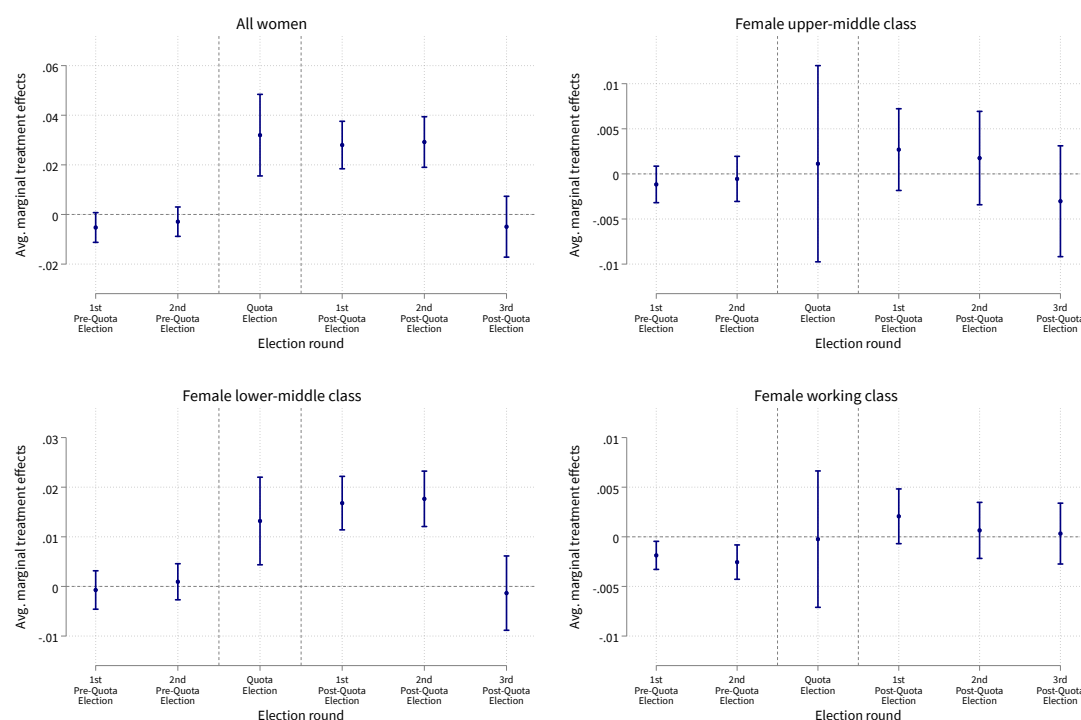 All women
Avg. marginal treatment effects
.06
.04
.02
0
-.02
1st
Pre-Quota
Election
2nd
Pre-Quota
Election
Quota
Election
1st
Post-Quota
Election
2nd
Post-Quota
Election
3rd
Post-Quota
Election
Election round
Female upper-middle class
Avg. marginal treatment effects
.01
.005
0
-.005
-.01
1st
Pre-Quota
Election
2nd
Pre-Quota
Election
Quota
Election
1st
Post-Quota
Election
2nd
Post-Quota
Election
3rd
Post-Quota
Election
Election round
Female lower-middle class
Avg. marginal treatment effects
.03
.02
.01
0
-.01
1st
Pre-Quota
Election
2nd
Pre-Quota
Election
Quota
Election
1st
Post-Quota
Election
2nd
Post-Quota
Election
3rd
Post-Quota
Election
Election round
Female working class
Avg. marginal treatment effects
.01
.005
0
-.005
-.01
1st
Pre-Quota
Election
2nd
Pre-Quota
Election
Quota
Election
1st
Post-Quota
Election
2nd
Post-Quota
Election
3rd
Post-Quota
Election
Election round